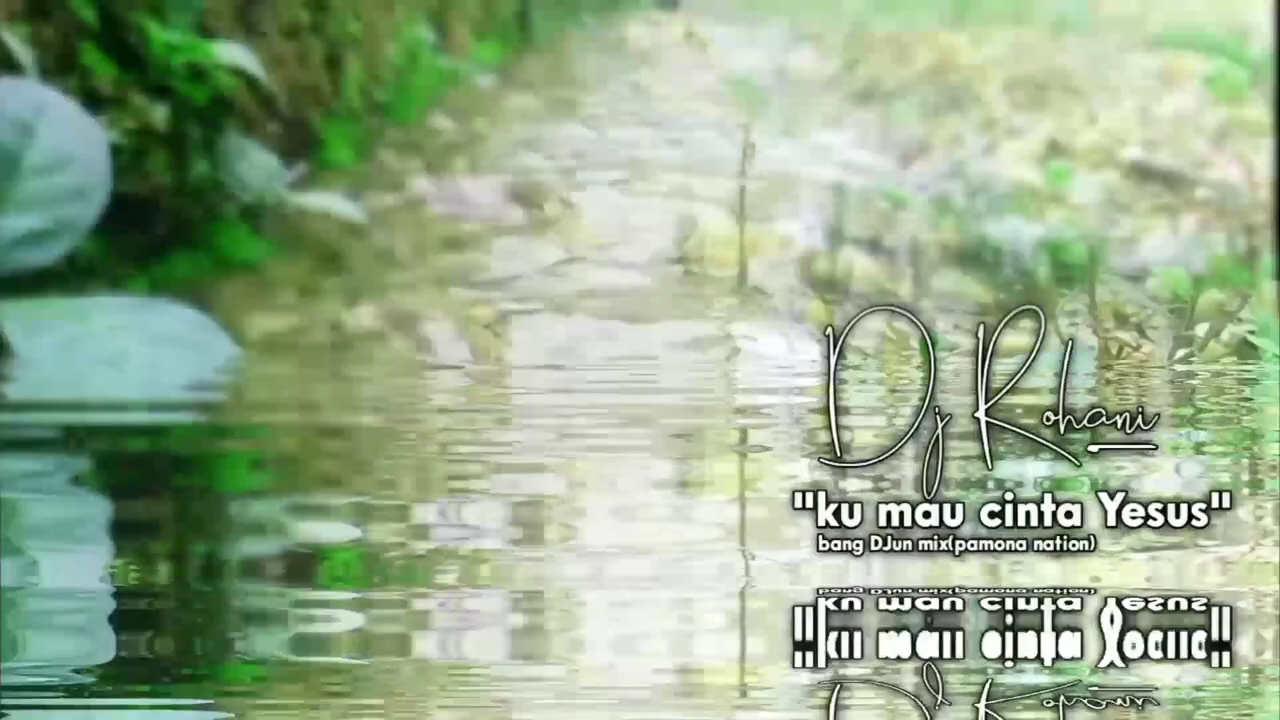 Dj Rohani
"ku mau cinta Yesus"
bang DJun mix(pamona nation)